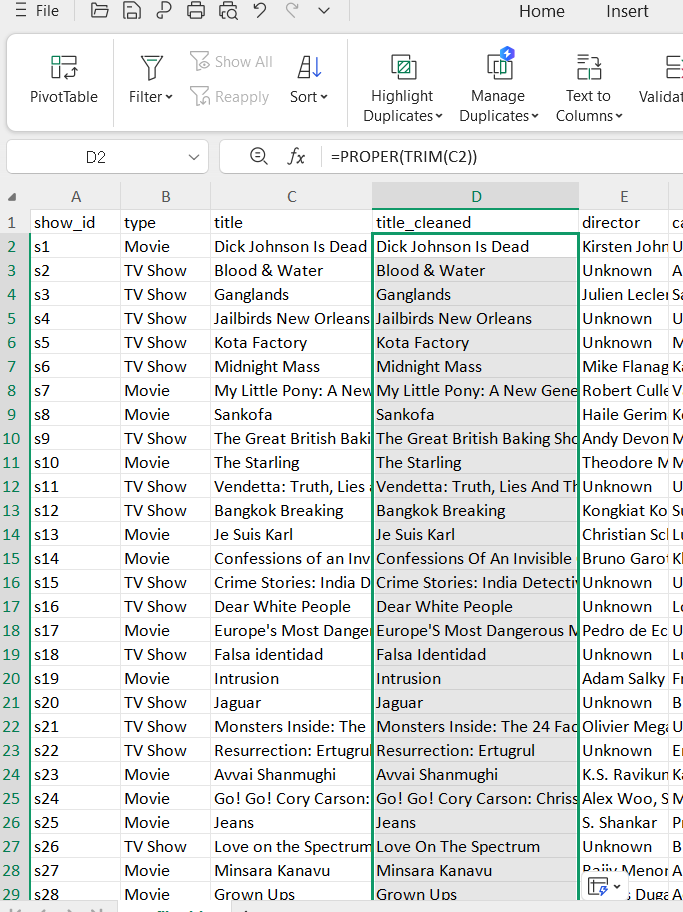 File Home Insert
PivotTable Filter Show All Reapply Sort Highlight Duplicates Manage Duplicates Text to Columns Validat
D2 fx =PROPER(TRIM(C2))
A B C D E
1 show_id type title title_cleaned director ca
2 s1 Movie Dick Johnson Is Dead Dick Johnson Is Dead Kirsten John U
3 s2 TV Show Blood & Water Blood & Water Unknown A
4 s3 TV Show Ganglands Ganglands Julien Lecler Sa
5 s4 TV Show Jailbirds New Orleans Jailbirds New Orleans Unknown U
6 s5 TV Show Kota Factory Kota Factory Unknown M
7 s6 TV Show Midnight Mass Midnight Mass Mike Flanag Ka
8 s7 Movie My Little Pony: A New My Little Pony: A New Gene Robert Culle Va
9 s8 Movie Sankofa Sankofa Haile Gerim Ko
10 s9 TV Show The Great British Baki The Great British Baking Sho Andy Devon M
11 s10 Movie The Starling The Starling Theodore M M
12 s11 TV Show Vendetta: Truth, Lies Vendetta: Truth, Lies And Th Unknown U
13 s12 TV Show Bangkok Breaking Bangkok Breaking Kongkiat Ko Su
14 s13 Movie Je Suis Karl Je Suis Karl Christian Sc Lu
15 s14 Movie Confessions of an Inv Confessions Of An Invisible Bruno Garot Kl
16 s15 TV Show Crime Stories: India D Crime Stories: India Detectiv Unknown U
17 s16 TV Show Dear White People Dear White People Unknown Lo
18 s17 Movie Europe's Most Dange Europe'S Most Dangerous M Pedro de Ec U
19 s18 TV Show Falsa identidad Falsa Identidad Unknown Lu
20 s19 Movie Intrusion Intrusion Adam Salky Fr
21 s20 TV Show Jaguar Jaguar Unknown B
22 s21 TV Show Monsters Inside: The Monsters Inside: The 24 Fac Olivier Mega U
23 s22 TV Show Resurrection: Ertugrul Resurrection: Ertugrul Unknown E
24 s23 Movie Avvai Shanmughi Avvai Shanmughi K.S. Ravikun Ka
25 s24 Movie Go! Go! Cory Carson: Go! Go! Cory Carson: Chriss Alex Woo, S M
26 s25 Movie Jeans Jeans S. Shankar Pr
27 s26 TV Show Love on the Spectrum Love On The Spectrum Unknown B
28 s27 Movie Minsara Kanavu Minsara Kanavu Rajiv Menor A
29 s28 Movie Grown Ups Grown Ups Duga A